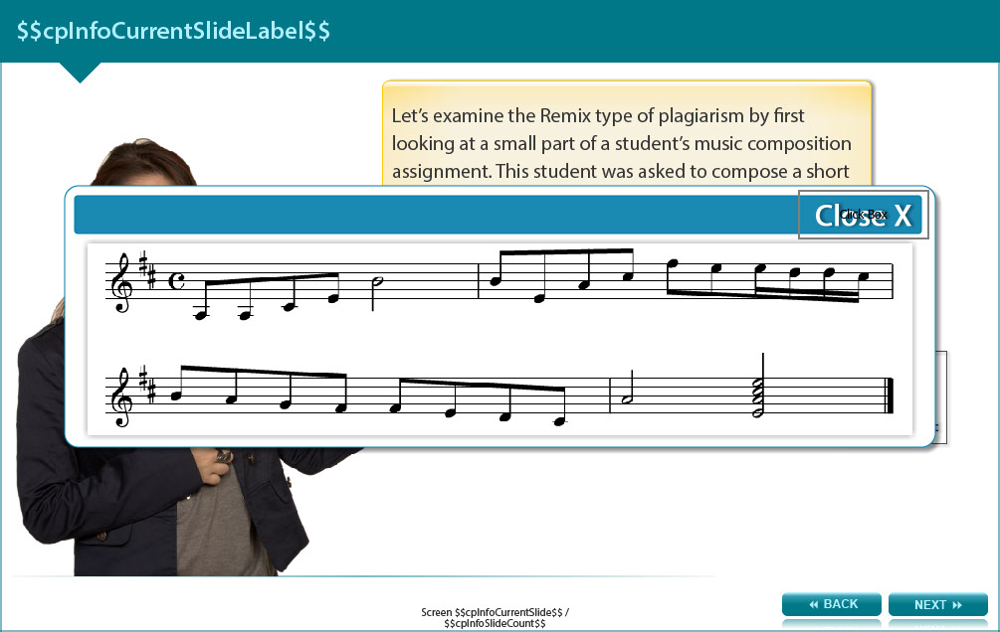 $$cpInfoCurrentSlideLabel$$
Let's examine the Remix type of plagiarism by first
looking at a small part of a student's music composition
assignment. This student was asked to compose a short
Close X
Click Box
Screen $$cpInfoCurrentSlide$$ /
$$cpInfoSlideCount$$
BACK
NEXT